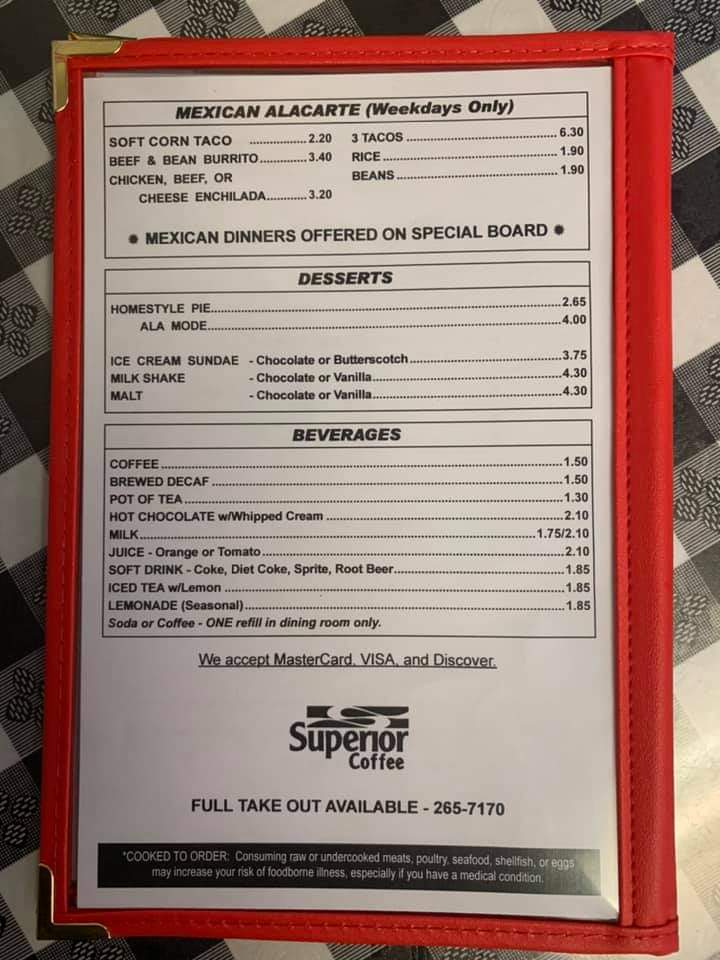 MEXICAN ALACARTE (Weekdays Only)
SOFT CORN TACO ..............2.20
BEEF & BEAN BURRITO............3.40
CHICKEN, BEEF, OR
CHEESE ENCHILADA..........3.20
3 TACOS ........................................ 6.30
RICE...............................................1.90
BEANS ...........................................1.90
✹ MEXICAN DINNERS OFFERED ON SPECIAL BOARD ✹
DESSERTS
HOMESTYLE PIE........................................................2.65
ALA MODE........................................................4.00
ICE CREAM SUNDAE - Chocolate or Butterscotch........................................3.75
MILK SHAKE - Chocolate or Vanilla................................................4.30
MALT - Chocolate or Vanilla................................................4.30
BEVERAGES
COFFEE ........................................................1.50
BREWED DECAF ........................................................1.50
POT OF TEA ........................................................1.30
HOT CHOCOLATE w/Whipped Cream ........................................................2.10
MILK........................................................1.75/2.10
JUICE - Orange or Tomato........................................................2.10
SOFT DRINK - Coke, Diet Coke, Sprite, Root Beer........................................1.85
ICED TEA w/Lemon ........................................................1.85
LEMONADE (Seasonal)........................................................1.85
Soda or Coffee - ONE refill in dining room only.
We accept MasterCard, VISA, and Discover.
Superior
Coffee
FULL TAKE OUT AVAILABLE - 265-7170
*COOKED TO ORDER: Consuming raw or undercooked meats, poultry, seafood, shellfish, or eggs
may increase your risk of foodborne illness, especially if you have a medical condition.